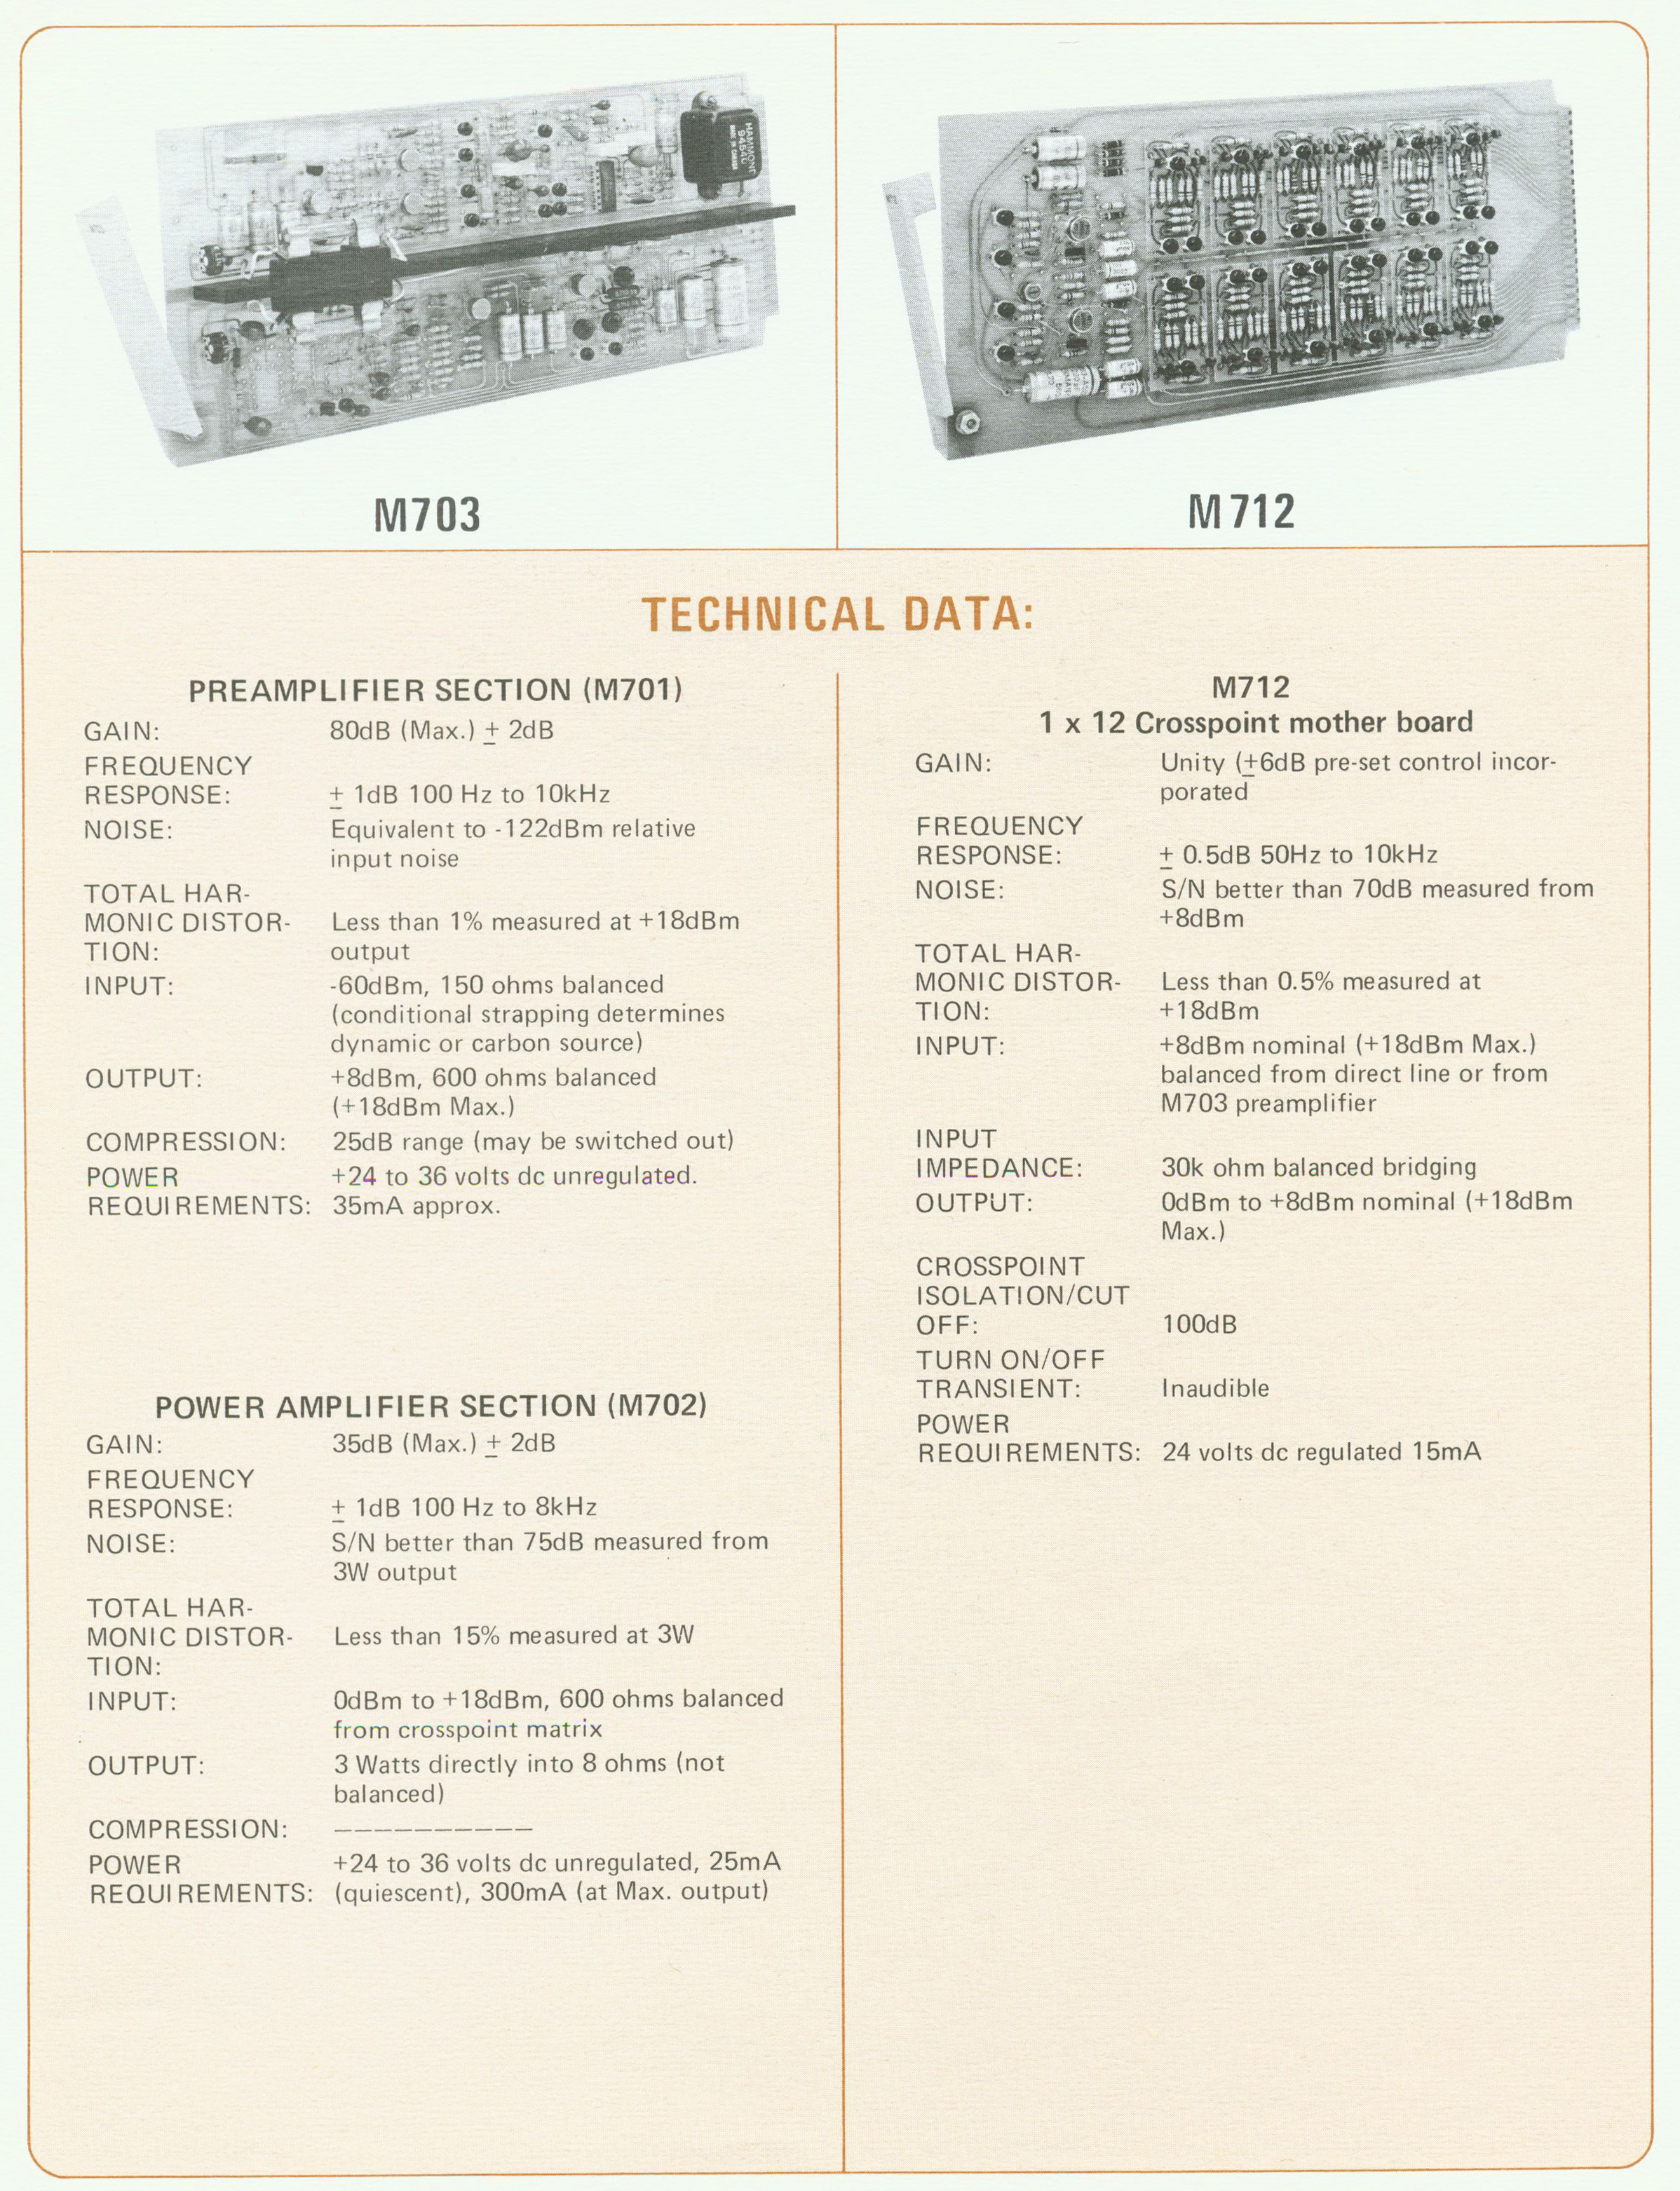 HAMMOND
M703
M712
TECHNICAL DATA:
PREAMPLIFIER SECTION (M701)
GAIN: 80dB (Max.) ± 2dB
FREQUENCY
RESPONSE: ± 1dB 100 Hz to 10kHz
NOISE: Equivalent to -122dBm relative
input noise
TOTAL HAR-
MONIC DISTOR- Less than 1% measured at +18dBm
TION: output
INPUT: -60dBm, 150 ohms balanced
(conditional strapping determines
dynamic or carbon source)
OUTPUT: +8dBm, 600 ohms balanced
(+18dBm Max.)
COMPRESSION: 25dB range (may be switched out)
POWER +24 to 36 volts dc unregulated.
REQUIREMENTS: 35mA approx.
POWER AMPLIFIER SECTION (M702)
GAIN: 35dB (Max.) ± 2dB
FREQUENCY
RESPONSE: ± 1dB 100 Hz to 8kHz
NOISE: S/N better than 75dB measured from
3W output
TOTAL HAR-
MONIC DISTOR- Less than 15% measured at 3W
TION:
INPUT: 0dBm to +18dBm, 600 ohms balanced
from crosspoint matrix
OUTPUT: 3 Watts directly into 8 ohms (not
balanced)
COMPRESSION: ——————————
POWER +24 to 36 volts dc unregulated, 25mA
REQUIREMENTS: (quiescent), 300mA (at Max. output)
M712
1 x 12 Crosspoint mother board
GAIN: Unity (±6dB pre-set control incor-
porated
FREQUENCY
RESPONSE: ± 0.5dB 50Hz to 10kHz
NOISE: S/N better than 70dB measured from
+8dBm
TOTAL HAR-
MONIC DISTOR- Less than 0.5% measured at
TION: +18dBm
INPUT: +8dBm nominal (+18dBm Max.)
balanced from direct line or from
M703 preamplifier
INPUT
IMPEDANCE: 30k ohm balanced bridging
OUTPUT: 0dBm to +8dBm nominal (+18dBm
Max.)
CROSSPOINT
ISOLATION/CUT
OFF: 100dB
TURN ON/OFF
TRANSIENT: Inaudible
POWER
REQUIREMENTS: 24 volts dc regulated 15mA